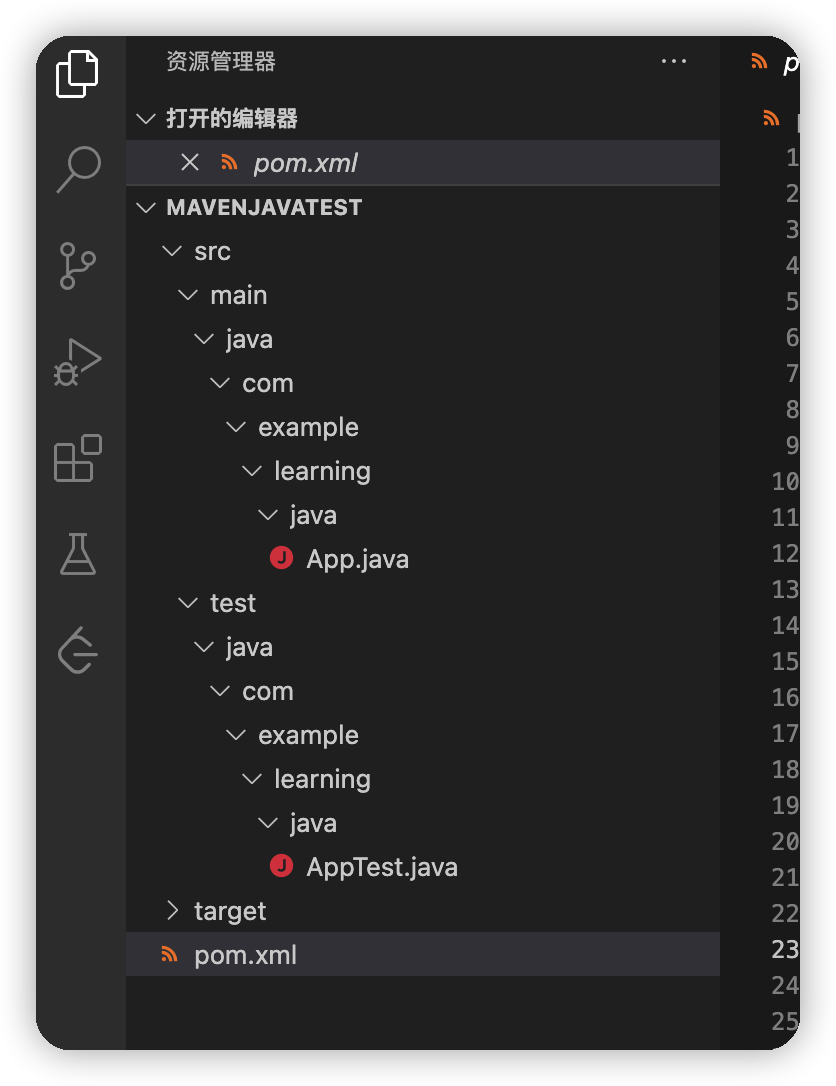 资源管理器
打开的编辑器
pom.xml
MAVENJAVATEST
src
main
java
com
example
learning
java
App.java
test
java
com
example
learning
java
AppTest.java
target
pom.xml
p
1
2
3
4
5
6
7
8
9
10
11
12
13
14
15
16
17
18
19
20
21
22
23
24
25